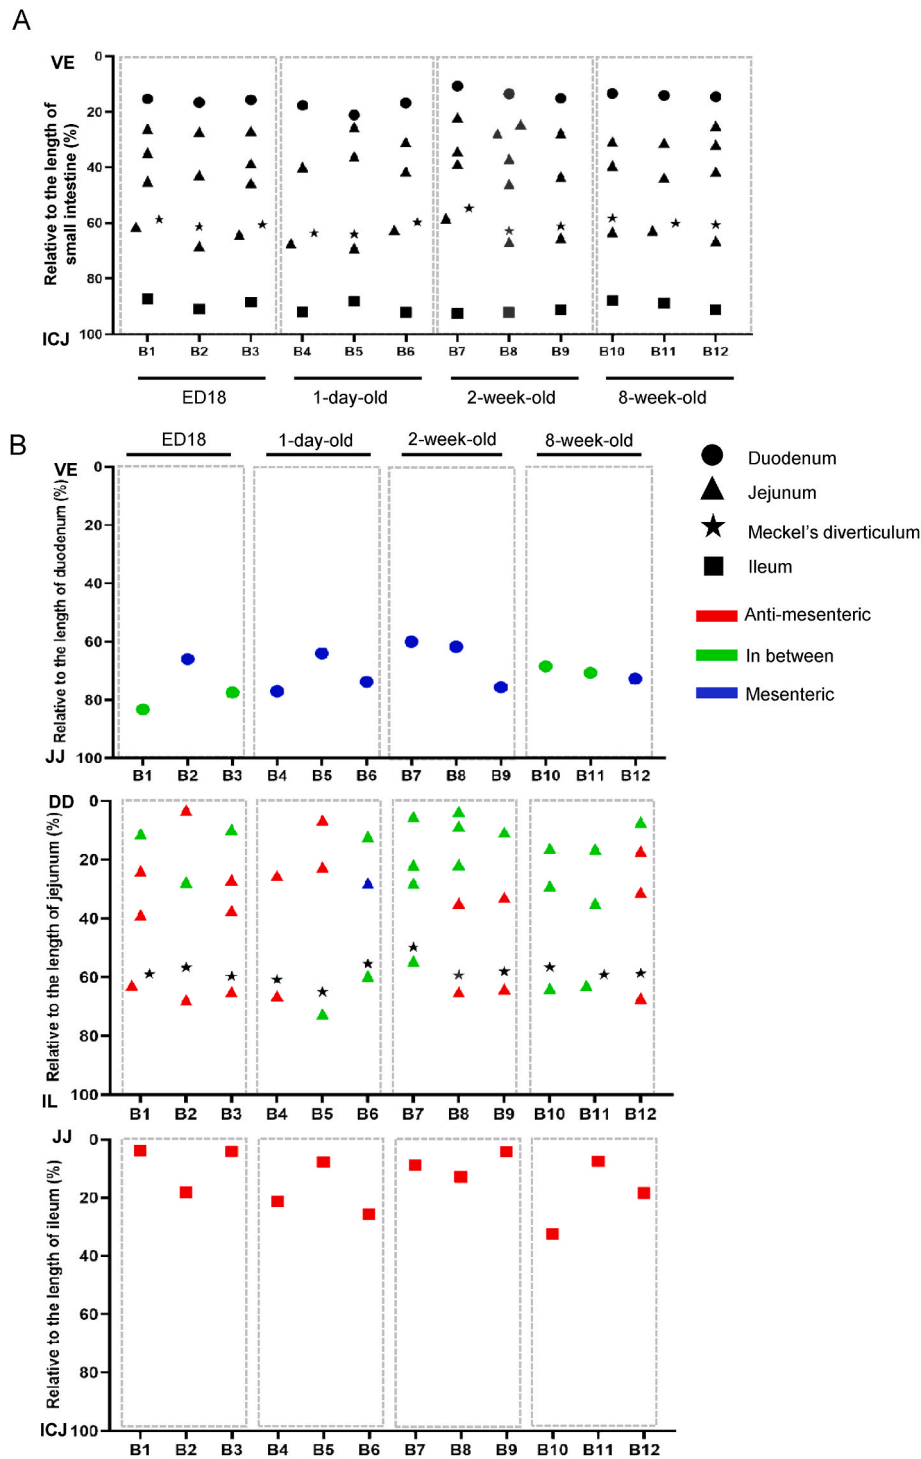 A
VE
0
20
40
60
80
100
ICJ
Relative to the length of
small intestine (%)
B1 B2 B3 B4 B5 B6 B7 B8 B9 B10 B11 B12
ED18 1-day-old 2-week-old 8-week-old
B
ED18 1-day-old 2-week-old 8-week-old
VE
0
20
40
60
80
100
JJ
Relative to the length of duodenum (%)
B1 B2 B3 B4 B5 B6 B7 B8 B9 B10 B11 B12
Duodenum
Jejunum
Meckel's diverticulum
Ileum
Anti-mesenteric
In between
Mesenteric
DD
0
20
40
60
80
100
IL
Relative to the length of jejunum (%)
B1 B2 B3 B4 B5 B6 B7 B8 B9 B10 B11 B12
JJ
0
20
40
60
80
100
ICJ
Relative to the length of ileum (%)
B1 B2 B3 B4 B5 B6 B7 B8 B9 B10 B11 B12